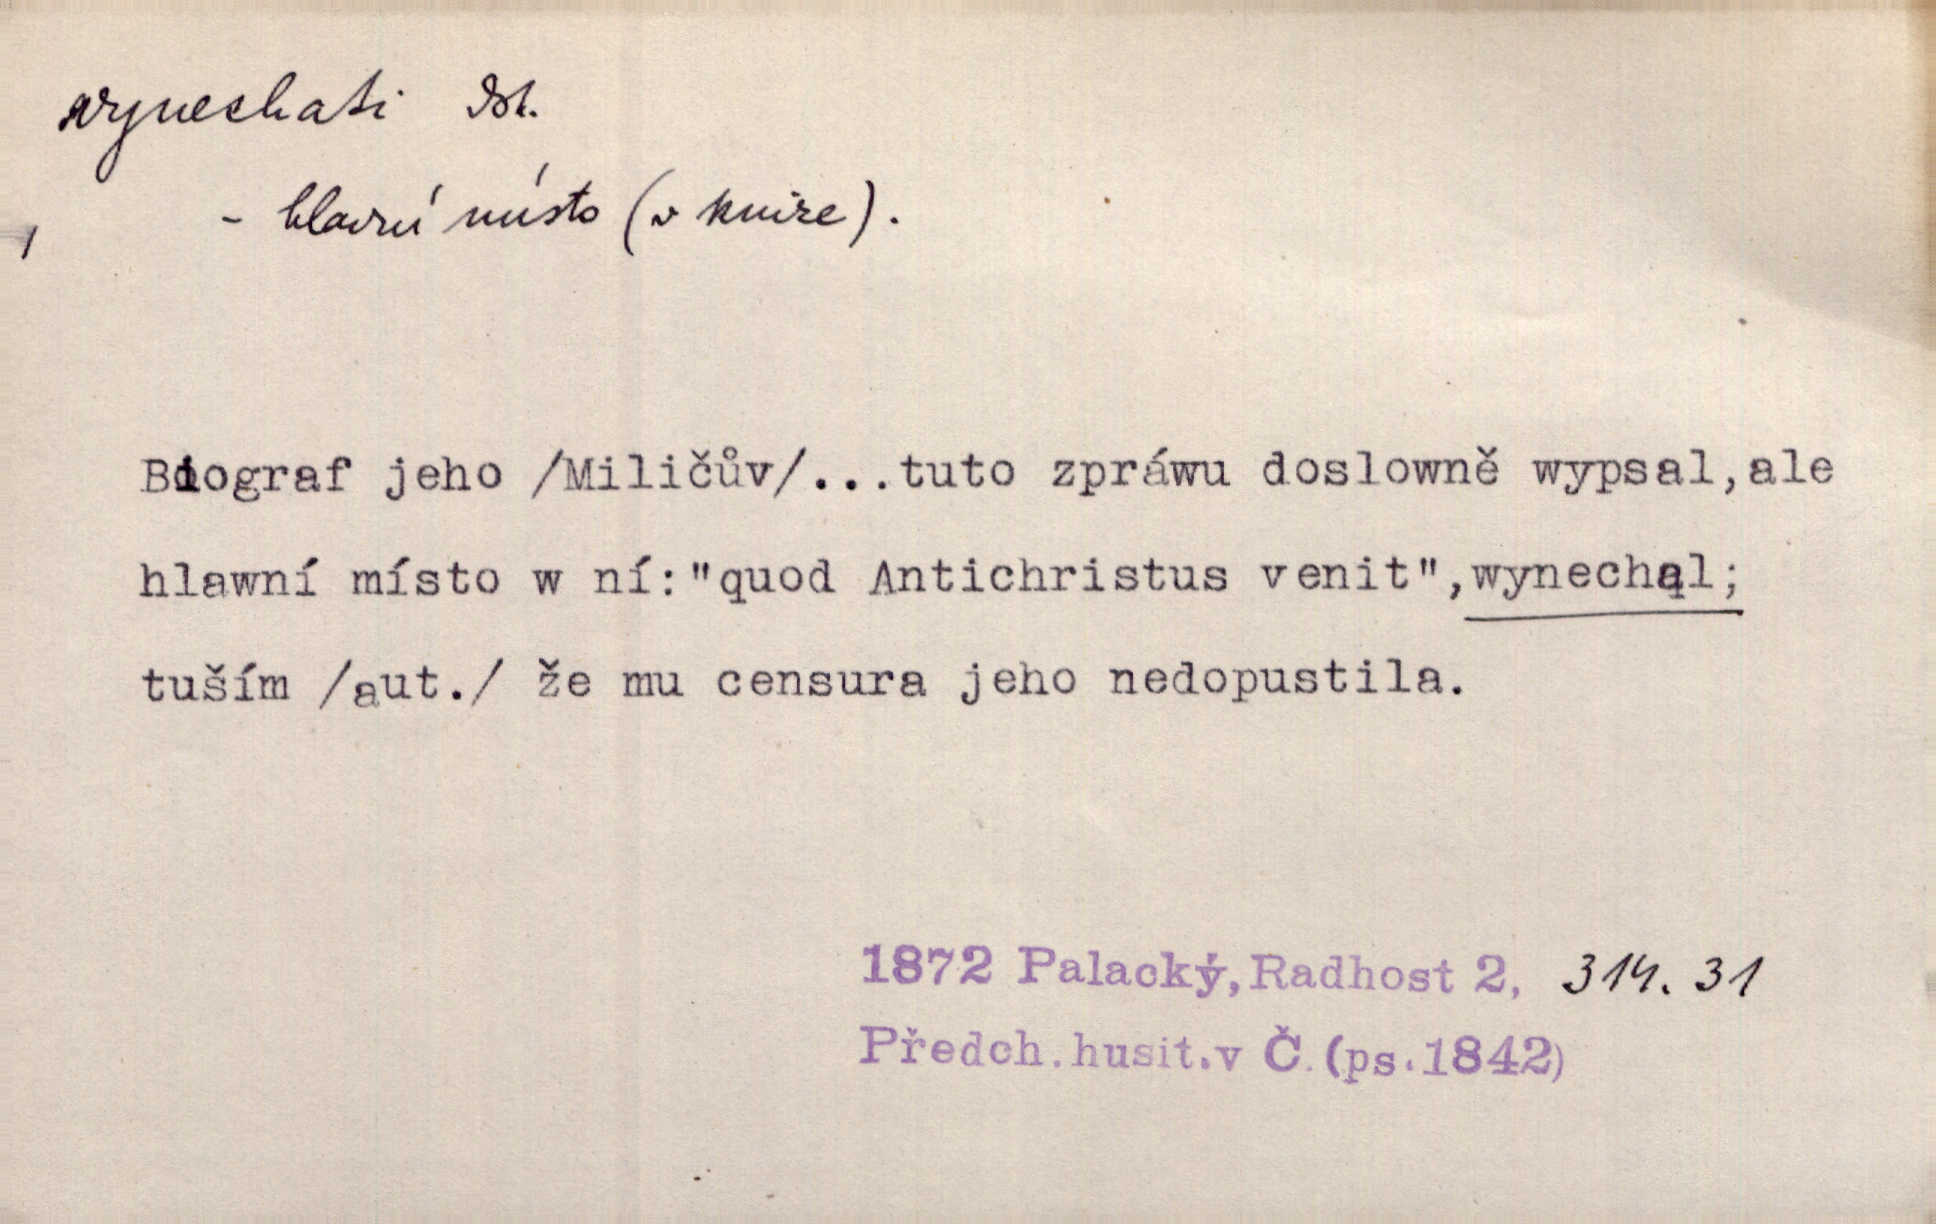 wynechati Dok.
- hlavní místo (v knize).
Biograf jeho /Miličův/...tuto zpráwu doslowně wypsal,ale
hlawní místo w ní:"quod Antichristus venit",wynechal;
tuším /aut./ že mu censura jeho nedopustila.
1872 Palacký,Radhost 2, 314. 31
Předch.husit.v Č.(ps.1842)